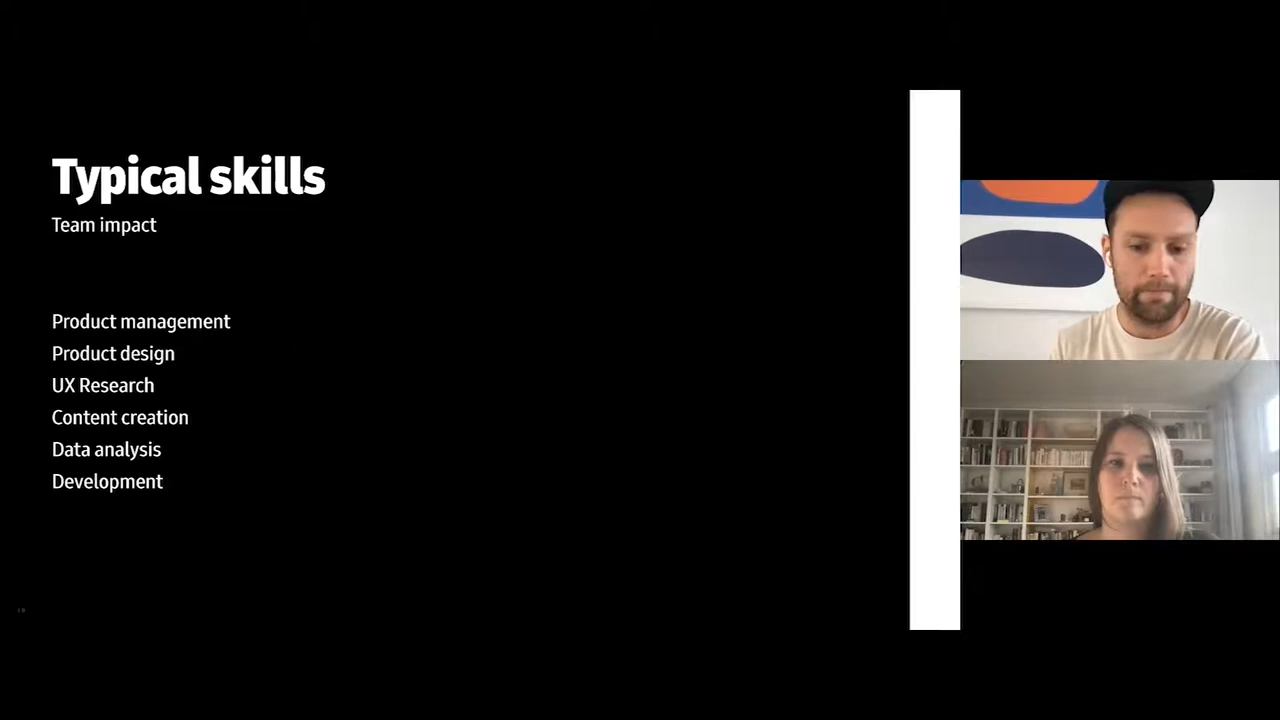 Typical skills
Team impact
Product management
Product design
UX Research
Content creation
Data analysis
Development